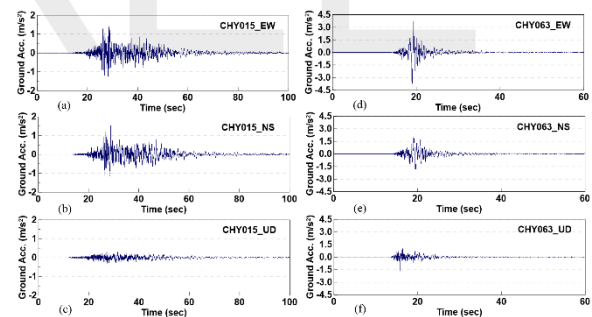 Ground Acc. (m/s²)
2
1
0
-1
-2
CHY015_EW
(a)
0 20 40 60 80 100
Time (sec)
Ground Acc. (m/s²)
2
1
0
-1
-2
CHY015_NS
(b)
0 20 40 60 80 100
Time (sec)
Ground Acc. (m/s²)
2
1
0
-1
-2
CHY015_UD
(c)
0 20 40 60 80 100
Time (sec)
Ground Acc. (m/s²)
4.5
3.0
1.5
0.0
-1.5
-3.0
-4.5
CHY063_EW
(d)
0 20 40 60
Time (sec)
Ground Acc. (m/s²)
4.5
3.0
1.5
0.0
-1.5
-3.0
-4.5
CHY063_NS
(e)
0 20 40 60
Time (sec)
Ground Acc. (m/s²)
4.5
3.0
1.5
0.0
-1.5
-3.0
-4.5
CHY063_UD
(f)
0 20 40 60
Time (sec)